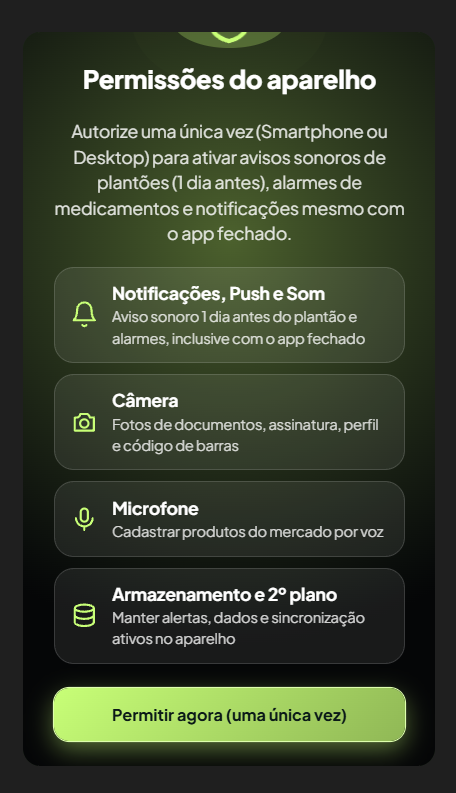 Permissões do aparelho
Autorize uma única vez (Smartphone ou
Desktop) para ativar avisos sonoros de
plantões (1 dia antes), alarmes de
medicamentos e notificações mesmo com
o app fechado.
Notificações, Push e Som
Aviso sonoro 1 dia antes do plantão e
alarmes, inclusive com o app fechado
Câmera
Fotos de documentos, assinatura, perfil
e código de barras
Microfone
Cadastrar produtos do mercado por voz
Armazenamento e 2º plano
Manter alertas, dados e sincronização
ativos no aparelho
Permitir agora (uma única vez)